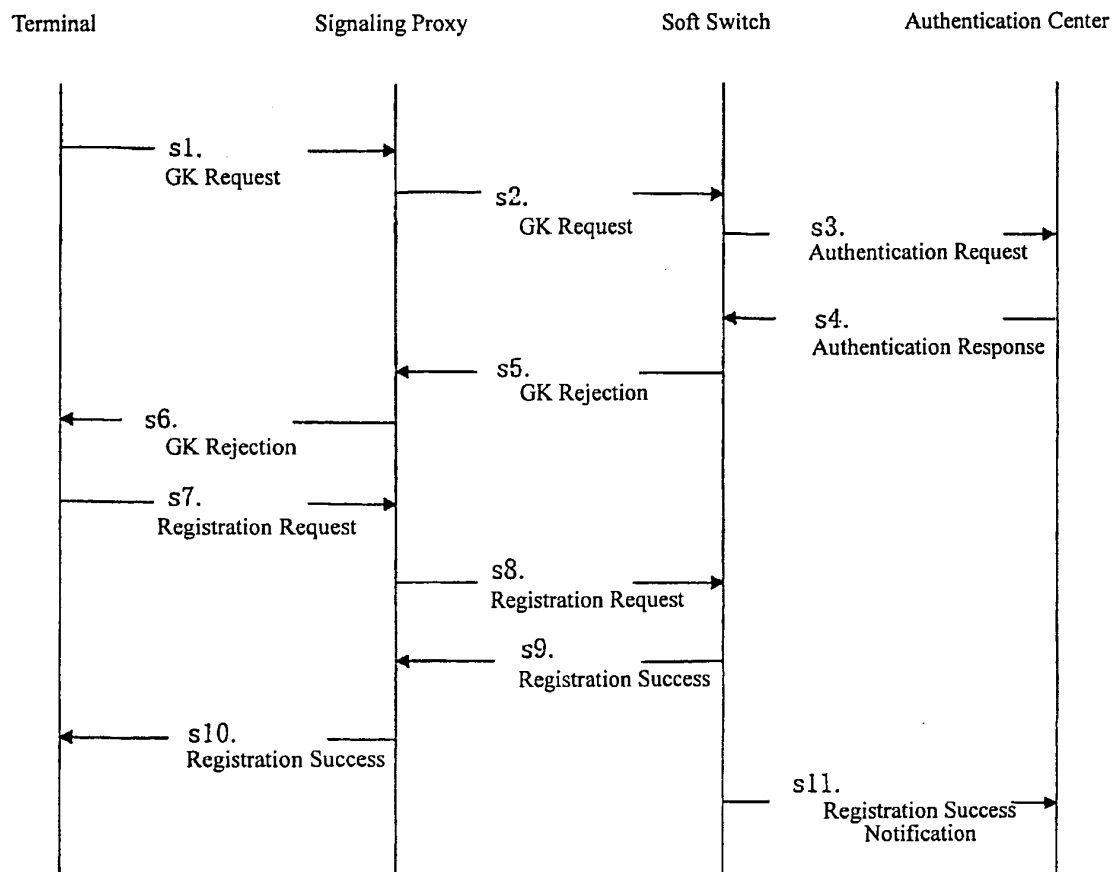 Terminal
Signaling Proxy
Soft Switch
Authentication Center
s1.
GK Request
s2.
GK Request
s3.
Authentication Request
s4.
Authentication Response
s5.
GK Rejection
s6.
GK Rejection
s7.
Registration Request
s8.
Registration Request
s9.
Registration Success
s10.
Registration Success
s11.
Registration Success
Notification